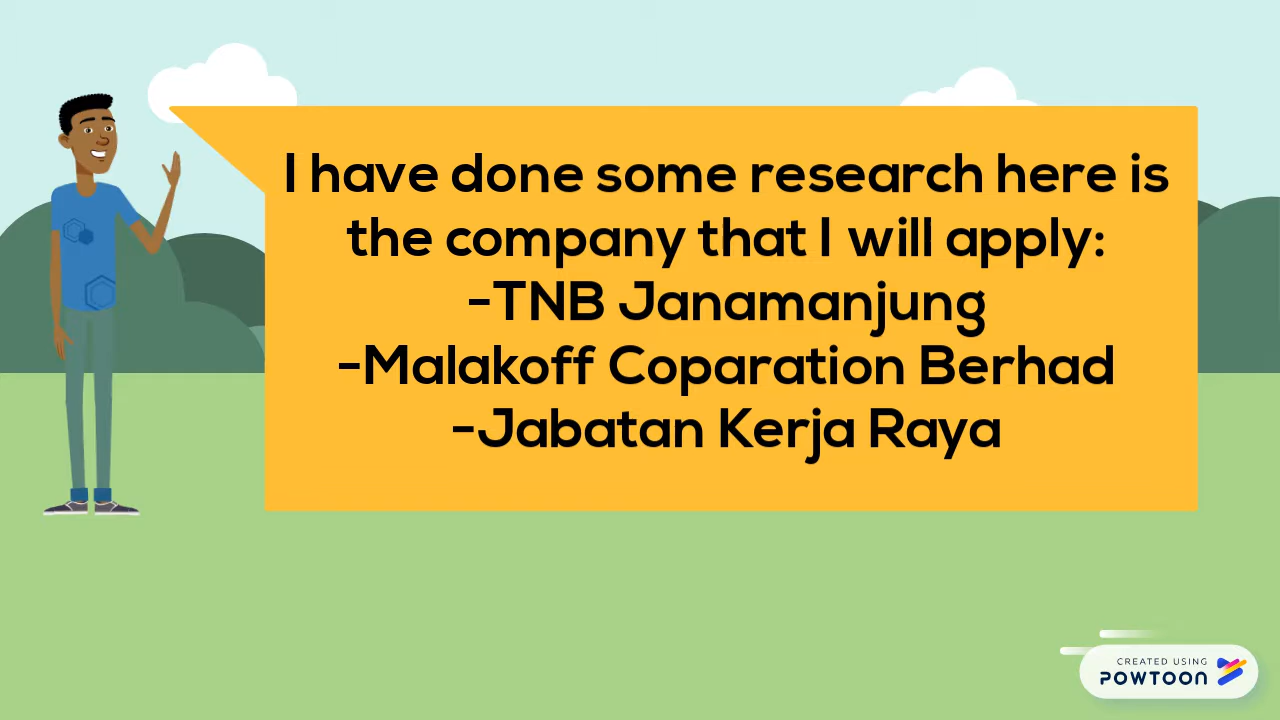 I have done some research here is
the company that I will apply:
-TNB Janamanjung
-Malakoff Coparation Berhad
-Jabatan Kerja Raya
CREATED USING
POWTOON